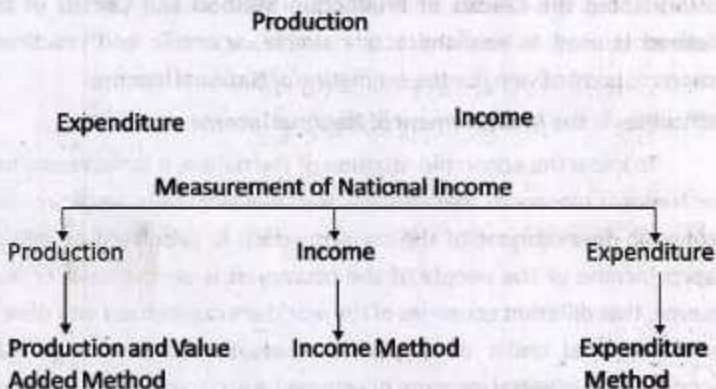 Production
Expenditure Income
Measurement of National Income
Production Income Expenditure
Production and Value Income Method Expenditure
Added Method Method